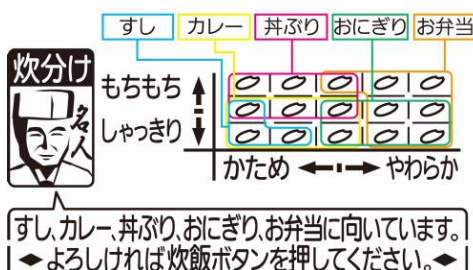 すし カレー 丼ぶり おにぎり お弁当
炊分け
名人
もちもち
しゃっきり
かため ◀━▶ やわらか
すし、カレー、丼ぶり、おにぎり、お弁当に向いています。
◆よろしければ炊飯ボタンを押してください。◆